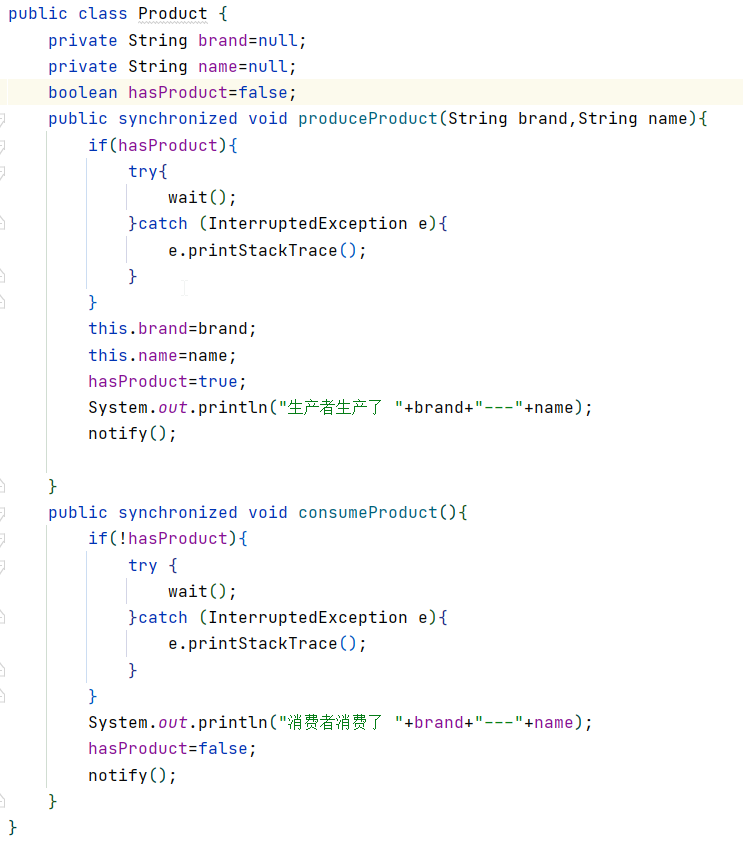 public class Product {
    private String brand=null;
    private String name=null;
    boolean hasProduct=false;
    public synchronized void produceProduct(String brand,String name){
        if(hasProduct){
            try{
                wait();
            }catch (InterruptedException e){
                e.printStackTrace();
            }
        }
        this.brand=brand;
        this.name=name;
        hasProduct=true;
        System.out.println("生产者生产了 "+brand+"---"+name);
        notify();

    }
    public synchronized void consumeProduct(){
        if(!hasProduct){
            try {
                wait();
            }catch (InterruptedException e){
                e.printStackTrace();
            }
        }
        System.out.println("消费者消费了 "+brand+"---"+name);
        hasProduct=false;
        notify();
    }
}